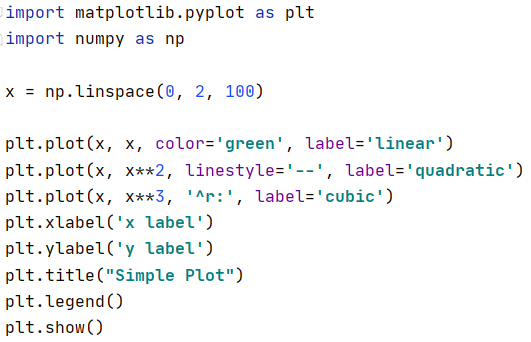 import matplotlib.pyplot as plt
import numpy as np
x = np.linspace(0, 2, 100)
plt.plot(x, x, color='green', label='linear')
plt.plot(x, x**2, linestyle='--', label='quadratic')
plt.plot(x, x**3, '^r:', label='cubic')
plt.xlabel('x label')
plt.ylabel('y label')
plt.title("Simple Plot")
plt.legend()
plt.show()